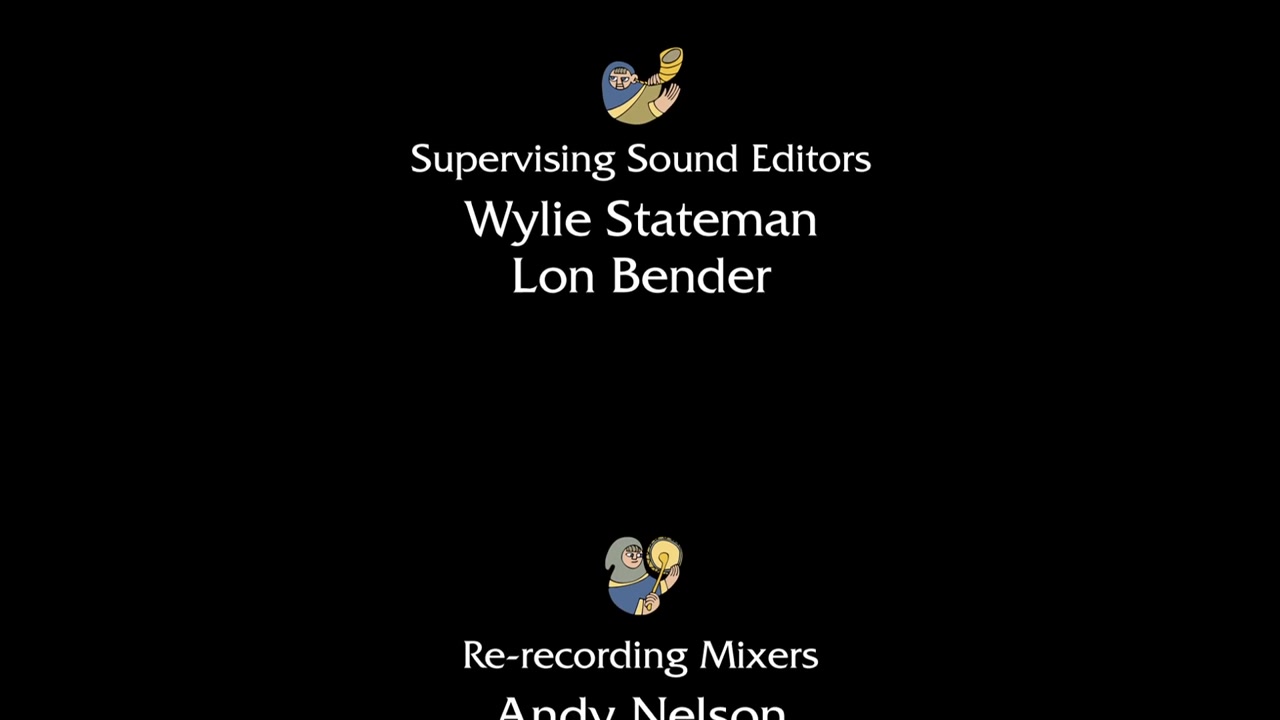 Supervising Sound Editors
Wylie Stateman
Lon Bender
Re-recording Mixers
Andy Nelson